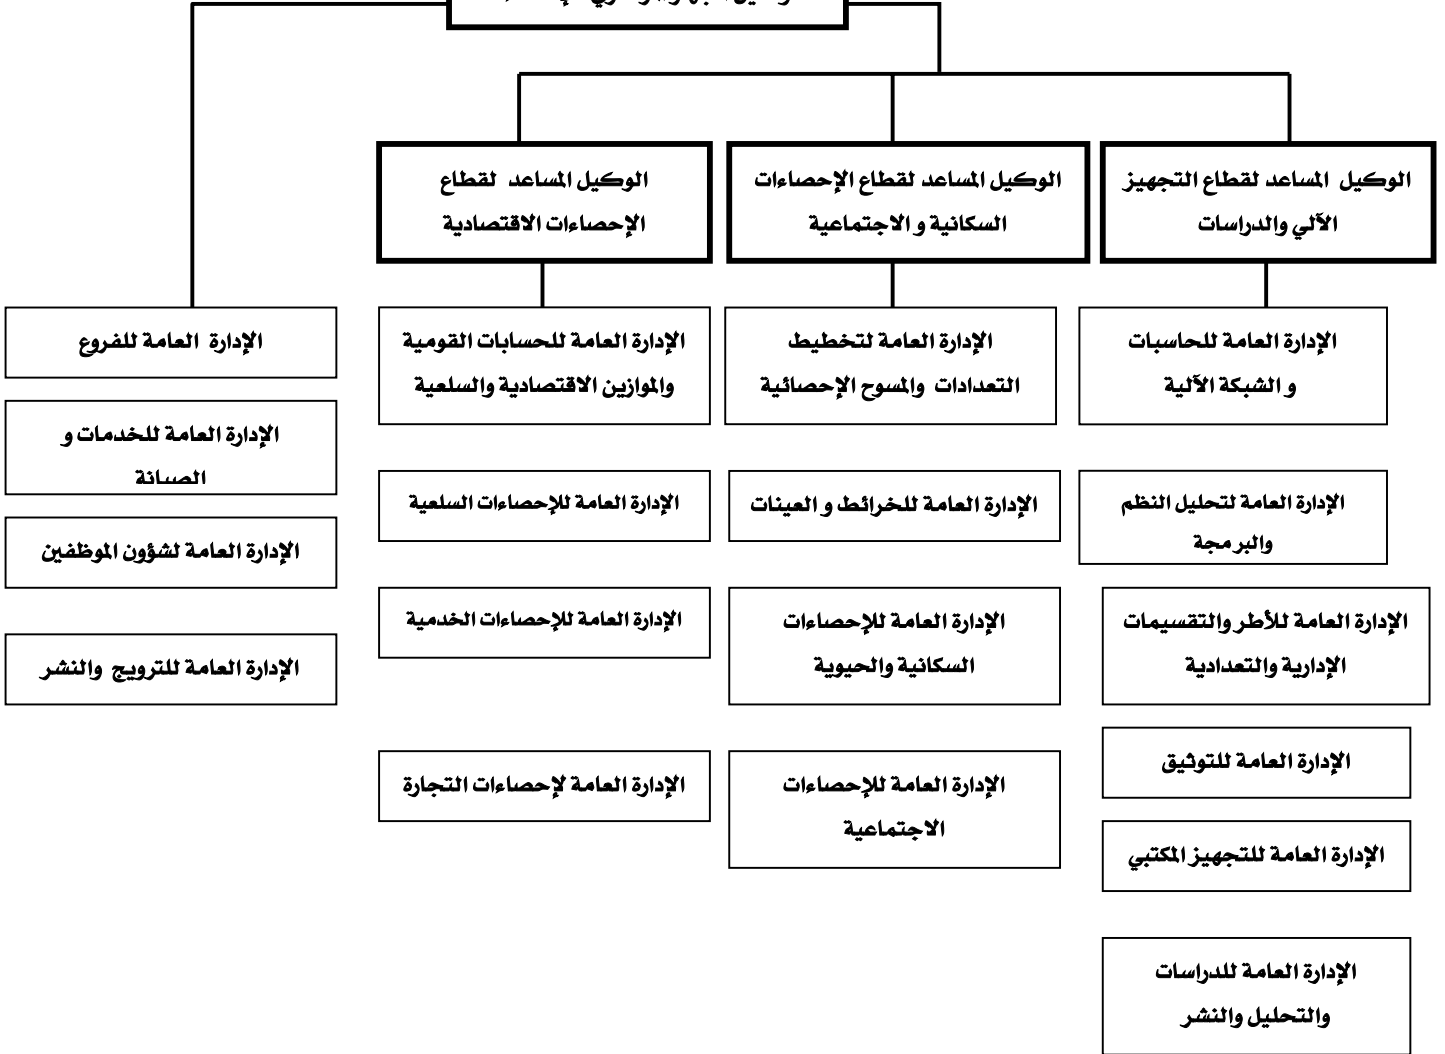 الوكيل المساعد لقطاع التجهيز
الآلي والدراسات
الوكيل المساعد لقطاع الإحصاءات
السكانية و الاجتماعية
الوكيل المساعد لقطاع
الإحصاءات الاقتصادية
الإدارة العامة للحاسبات
و الشبكة الآلية
الإدارة العامة لتحليل النظم
والبرمجة
الإدارة العامة للأطر والتقسيمات
الإدارية والتعدادية
الإدارة العامة للتوثيق
الإدارة العامة للتجهيز المكتبي
الإدارة العامة للدراسات
والتحليل والنشر
الإدارة العامة لتخطيط
التعدادات والمسوح الإحصائية
الإدارة العامة للخرائط و العينات
الإدارة العامة للإحصاءات
السكانية والحيوية
الإدارة العامة للإحصاءات
الاجتماعية
الإدارة العامة للحسابات القومية
والموازين الاقتصادية والسلعية
الإدارة العامة للإحصاءات السلعية
الإدارة العامة للإحصاءات الخدمية
الإدارة العامة لإحصاءات التجارة
الإدارة العامة للفروع
الإدارة العامة للخدمات و
الصيانة
الإدارة العامة لشؤون الموظفين
الإدارة العامة للترويج والنشر